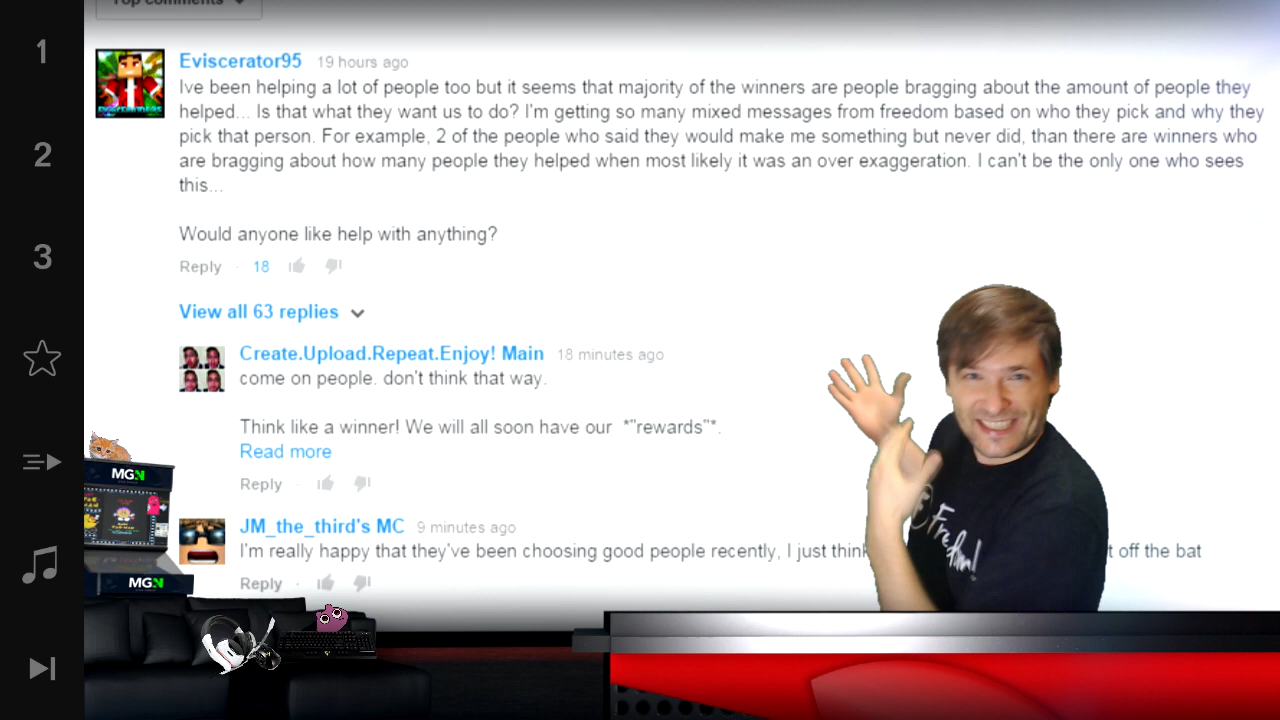 Top comments
1
2
3
Eviscerator95 19 hours ago
Ive been helping a lot of people too but it seems that majority of the winners are people bragging about the amount of people they
helped... Is that what they want us to do? I'm getting so many mixed messages from freedom based on who they pick and why they
pick that person. For example, 2 of the people who said they would make me something but never did, than there are winners who
are bragging about how many people they helped when most likely it was an over exaggeration. I can't be the only one who sees
this...
Would anyone like help with anything?
Reply · 18
View all 63 replies
Create.Upload.Repeat.Enjoy! Main 18 minutes ago
come on people. don't think that way.
Think like a winner! We will all soon have our *"rewards"*.
Read more
Reply ·
JM_the_third's MC 9 minutes ago
I'm really happy that they've been choosing good people recently, I just think t off the bat
Reply ·
MGN
MGN
Freedom!